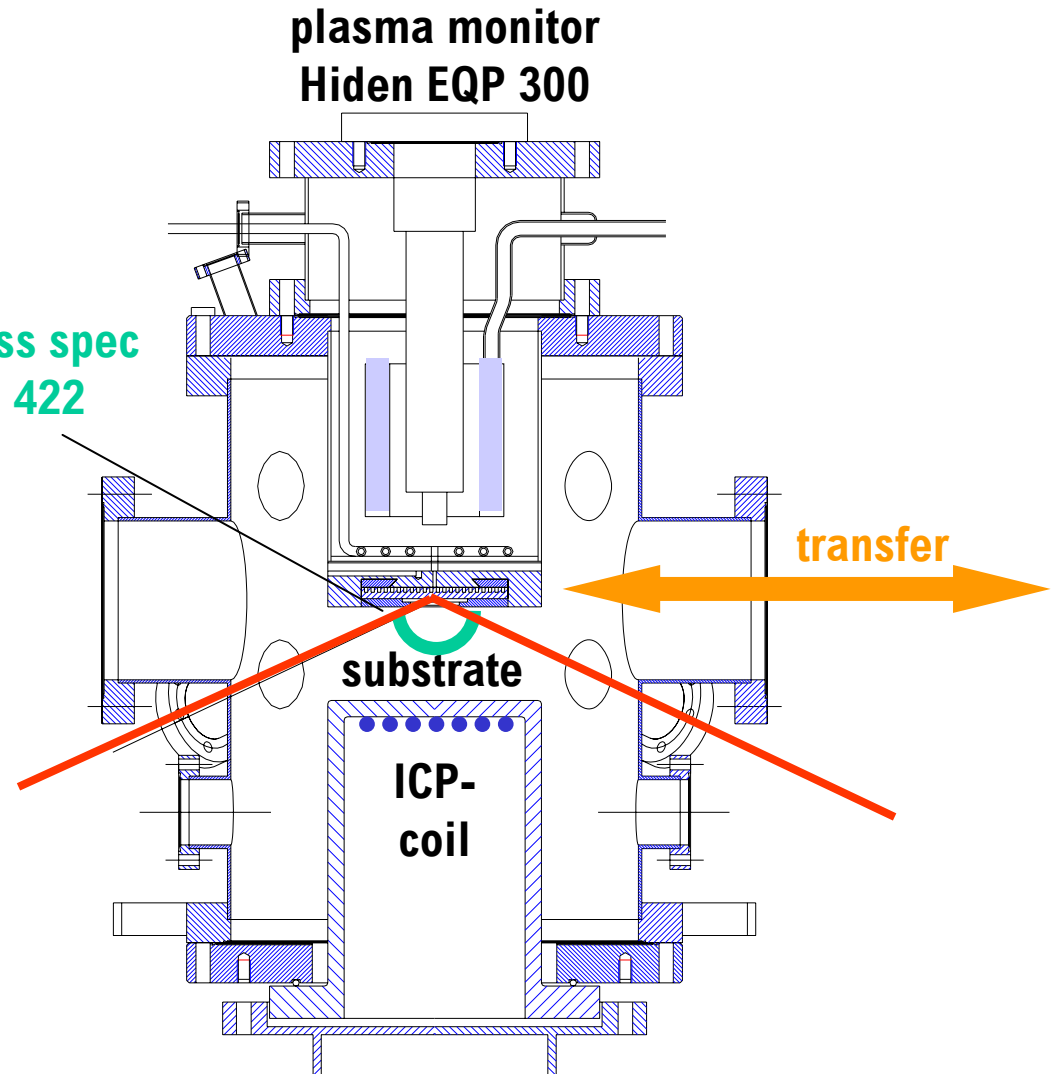 plasma monitor
Hiden EQP 300
ss spec
422
transfer
substrate
ICP-
coil